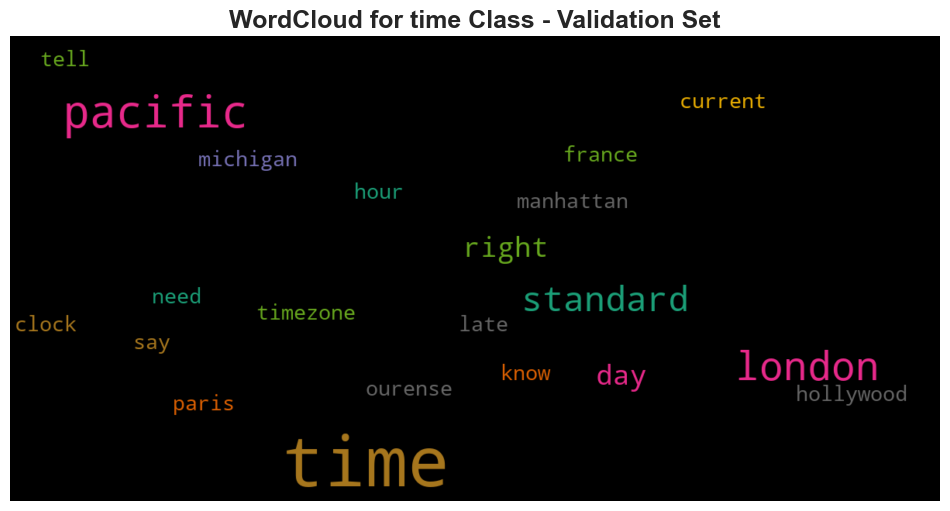 WordCloud for time Class - Validation Set
tell
pacific
current
michigan
france
hour
manhattan
right
need
standard
timezone
clock
late
say
london
know
day
ourense
hollywood
paris
time